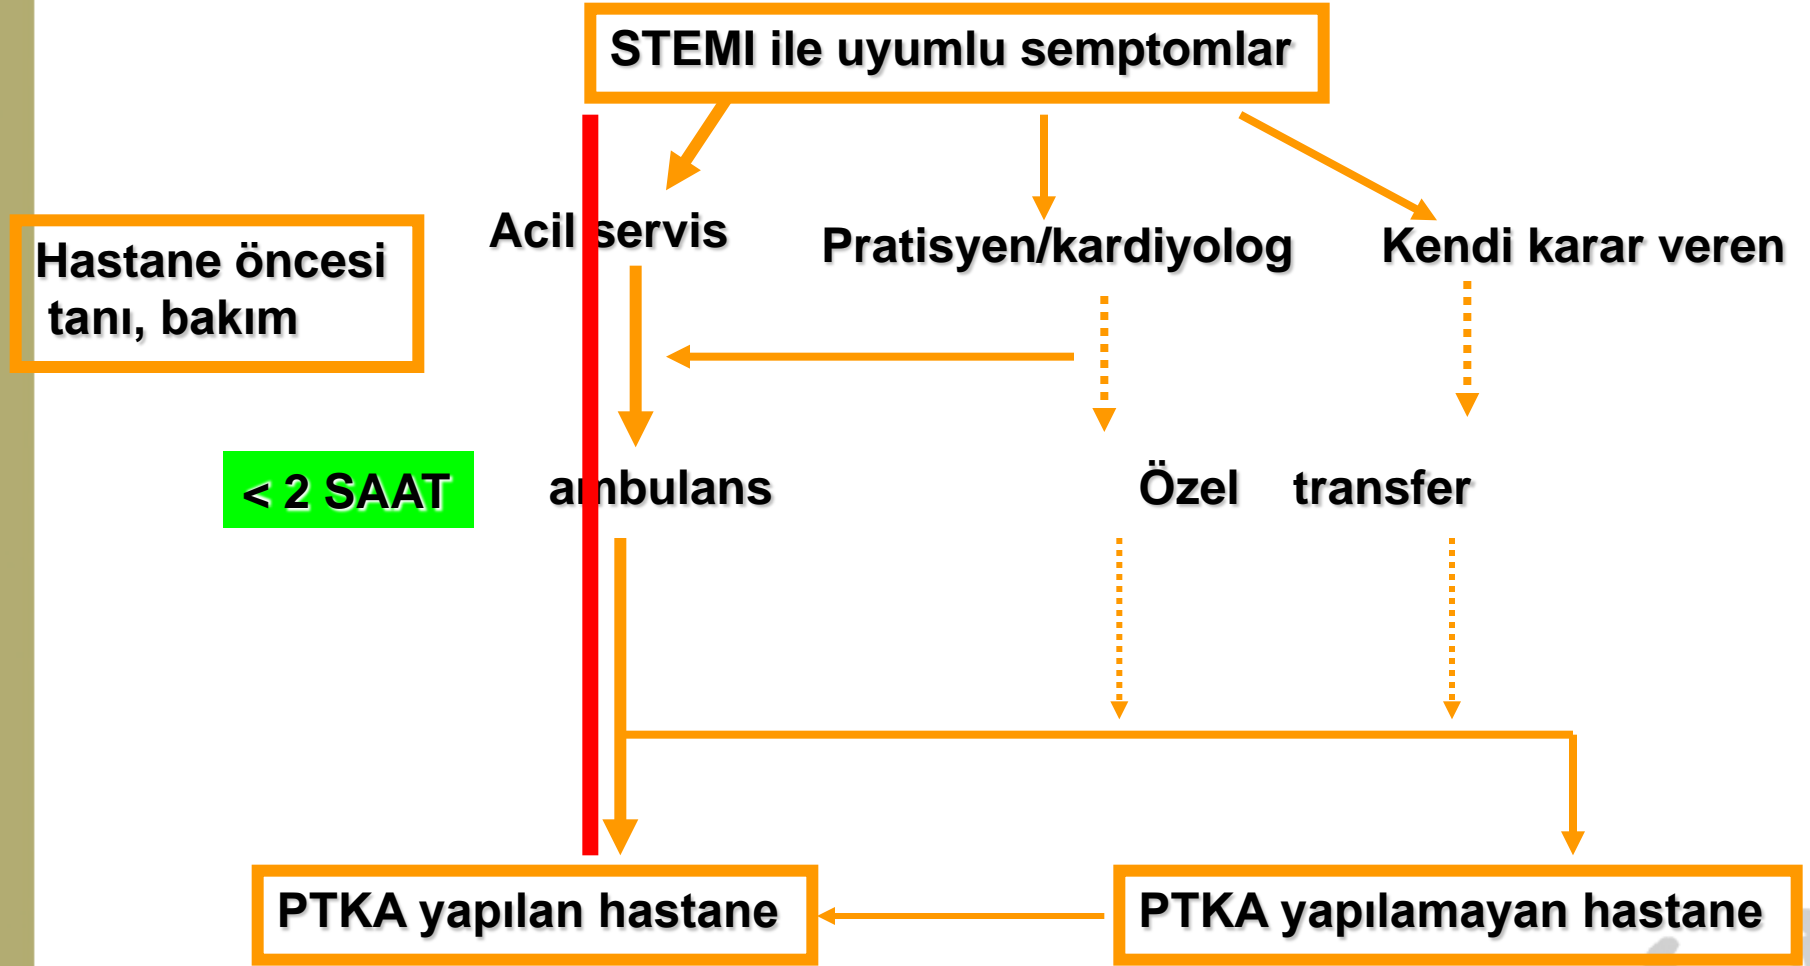 STEMI ile uyumlu semptomlar
Acil servis
Pratisyen/kardiyolog
Kendi karar veren
Hastane öncesi
tanı, bakım
< 2 SAAT
ambulans
Özel transfer
PTKA yapılan hastane
PTKA yapılamayan hastane